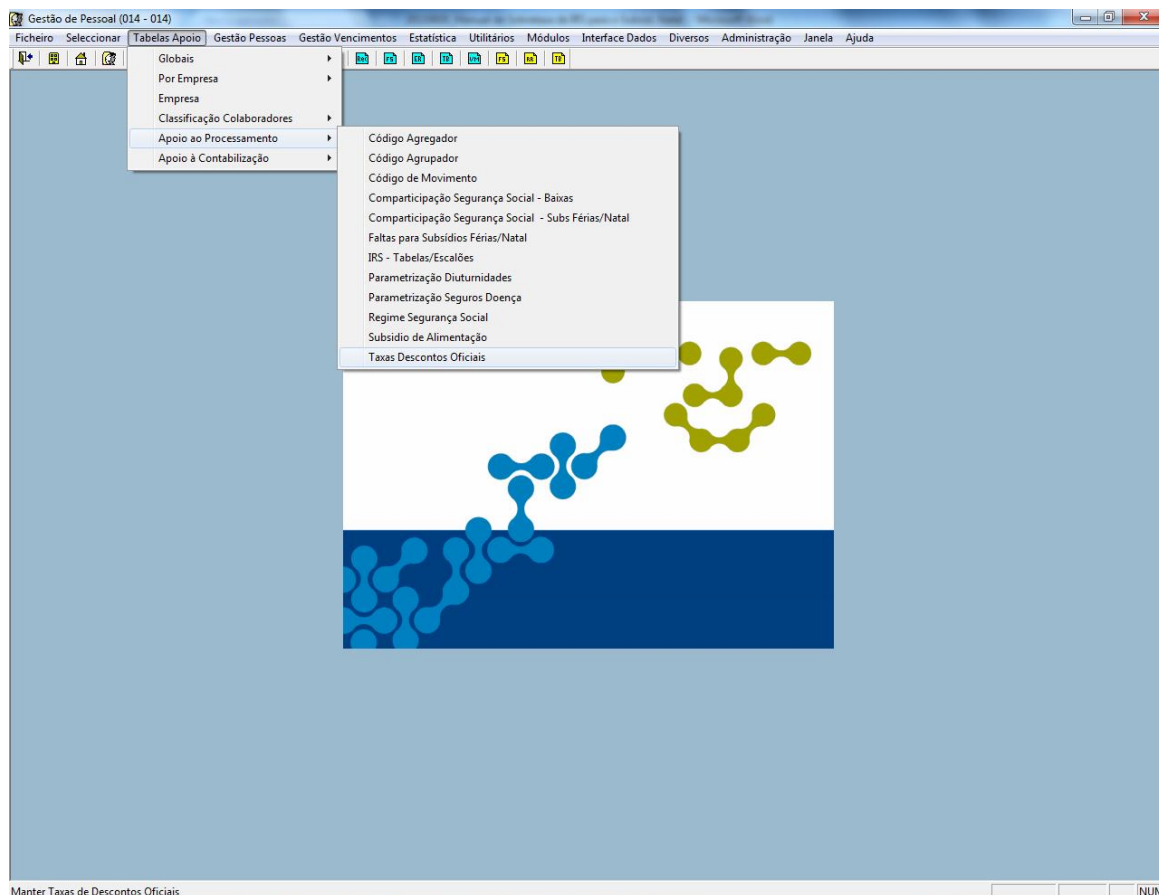 Gestão de Pessoal (014 - 014)
Ficheiro Seleccionar Tabelas Apoio Gestão Pessoas Gestão Vencimentos Estatística Utilitários Módulos Interface Dados Diversos Administração Janela Ajuda
Globais
Por Empresa
Empresa
Classificação Colaboradores
Apoio ao Processamento
Apoio à Contabilização
Código Agregador
Código Agrupador
Código de Movimento
Comparticipação Segurança Social - Baixas
Comparticipação Segurança Social - Subs Férias/Natal
Faltas para Subsídios Férias/Natal
IRS - Tabelas/Escalões
Parametrização Diuturnidades
Parametrização Seguros Doença
Regime Segurança Social
Subsidio de Alimentação
Taxas Descontos Oficiais
Manter Taxas de Descontos Oficiais
NUM